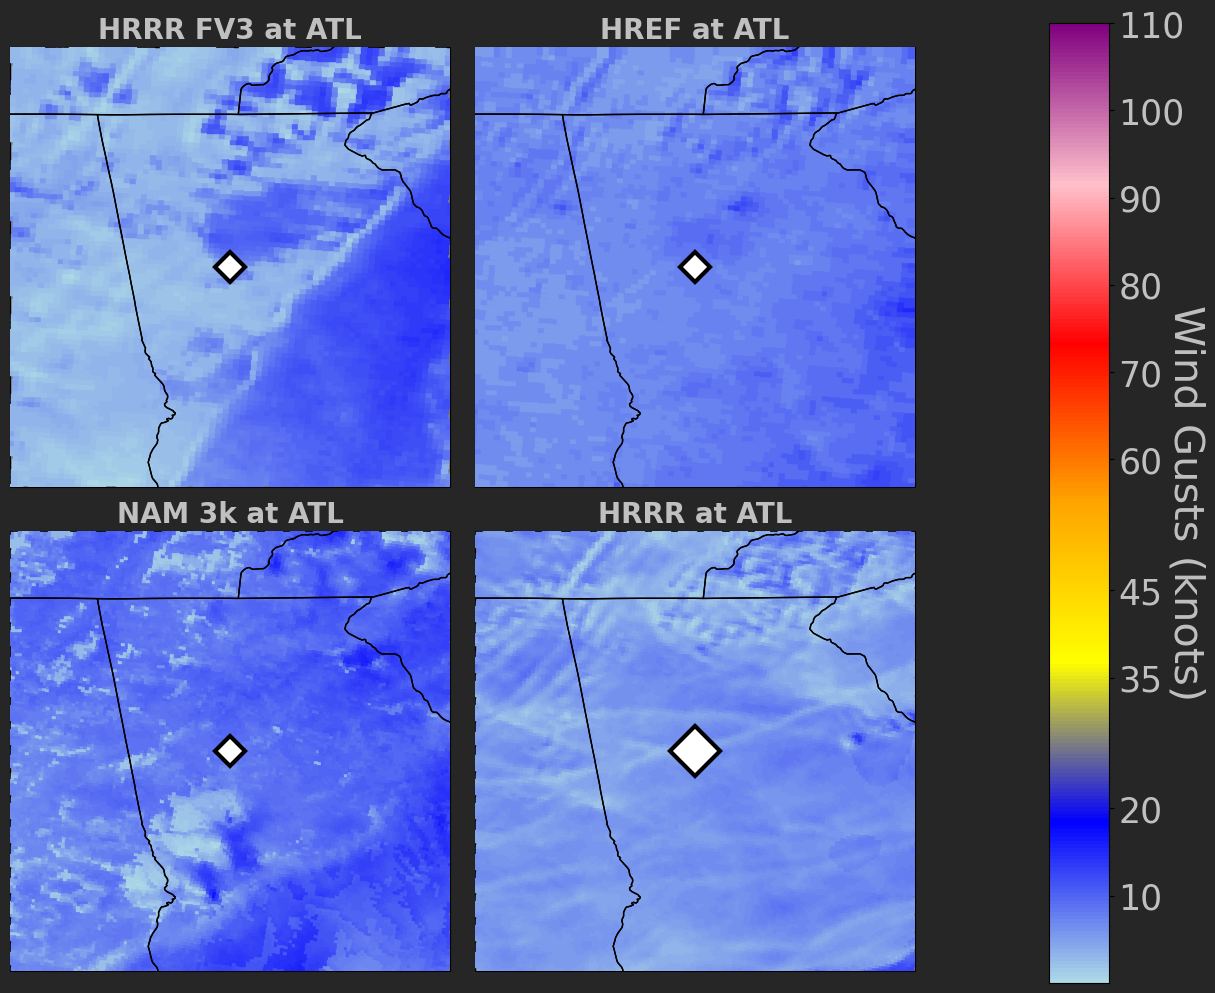 HRRR FV3 at ATL
HREF at ATL
NAM 3k at ATL
HRRR at ATL
110
100
90
80
70
60
45
35
20
10
Wind Gusts (knots)